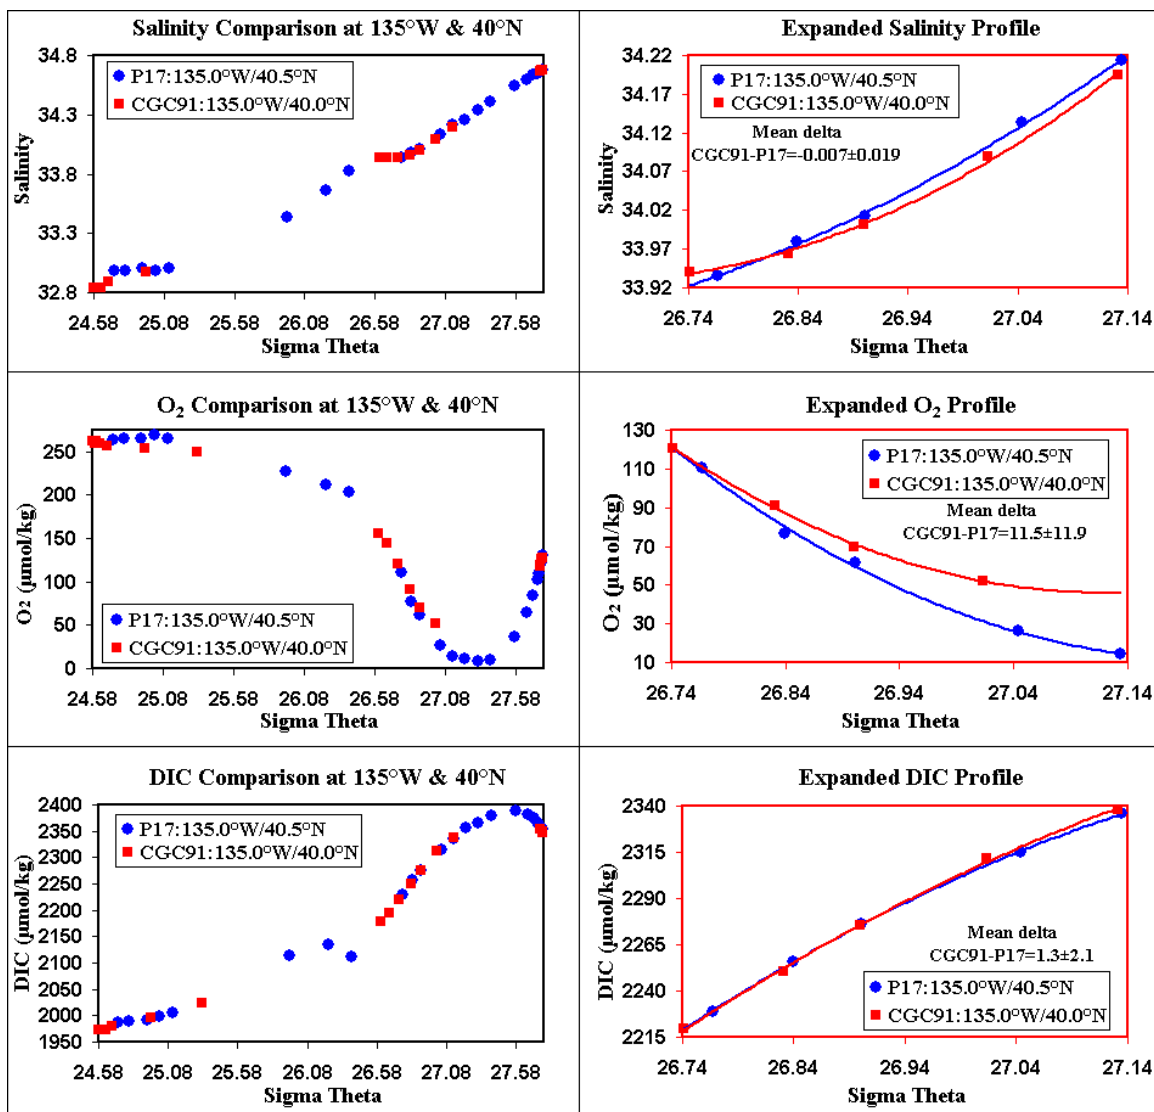 Salinity Comparison at 135°W & 40°N
34.8
34.3
33.8
33.3
32.8
Salinity
P17:135.0°W/40.5°N
CGC91:135.0°W/40.0°N
24.58 25.08 25.58 26.08 26.58 27.08 27.58
Sigma Theta
Expanded Salinity Profile
34.22
34.17
34.12
34.07
34.02
33.97
33.92
Salinity
P17:135.0°W/40.5°N
CGC91:135.0°W/40.0°N
Mean delta
CGC91-P17=-0.007±0.019
26.74 26.84 26.94 27.04 27.14
Sigma Theta
O₂ Comparison at 135°W & 40°N
250
200
150
100
50
0
O₂ (µmol/kg)
P17:135.0°W/40.5°N
CGC91:135.0°W/40.0°N
24.58 25.08 25.58 26.08 26.58 27.08 27.58
Sigma Theta
Expanded O₂ Profile
130
110
90
70
50
30
10
O₂ (µmol/kg)
P17:135.0°W/40.5°N
CGC91:135.0°W/40.0°N
Mean delta
CGC91-P17=11.5±11.9
26.74 26.84 26.94 27.04 27.14
Sigma Theta
DIC Comparison at 135°W & 40°N
2400
2350
2300
2250
2200
2150
2100
2050
2000
1950
DIC (µmol/kg)
P17:135.0°W/40.5°N
CGC91:135.0°W/40.0°N
24.58 25.08 25.58 26.08 26.58 27.08 27.58
Sigma Theta
Expanded DIC Profile
2340
2315
2290
2265
2240
2215
DIC (µmol/kg)
Mean delta
CGC91-P17=1.3±2.1
P17:135.0°W/40.5°N
CGC91:135.0°W/40.0°N
26.74 26.84 26.94 27.04 27.14
Sigma Theta